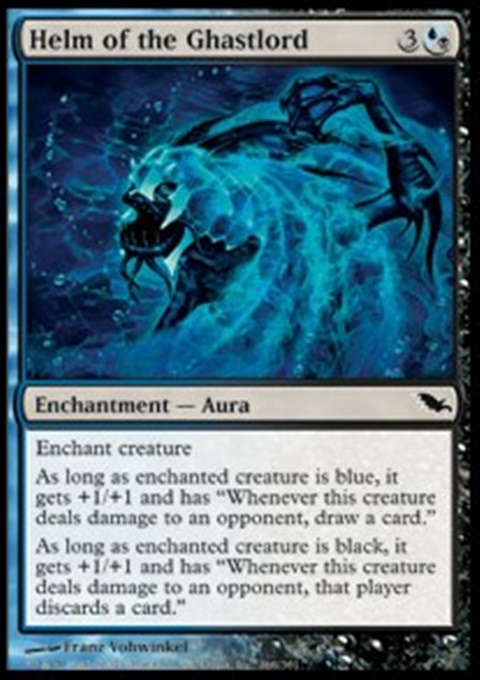 Helm of the Ghastlord
3
Enchantment — Aura
Enchant creature
As long as enchanted creature is blue, it
gets +1/+1 and has “Whenever this creature
deals damage to an opponent, draw a card.”
As long as enchanted creature is black, it
gets +1/+1 and has “Whenever this creature
deals damage to an opponent, that player
discards a card.”
Franz Vohwinkel